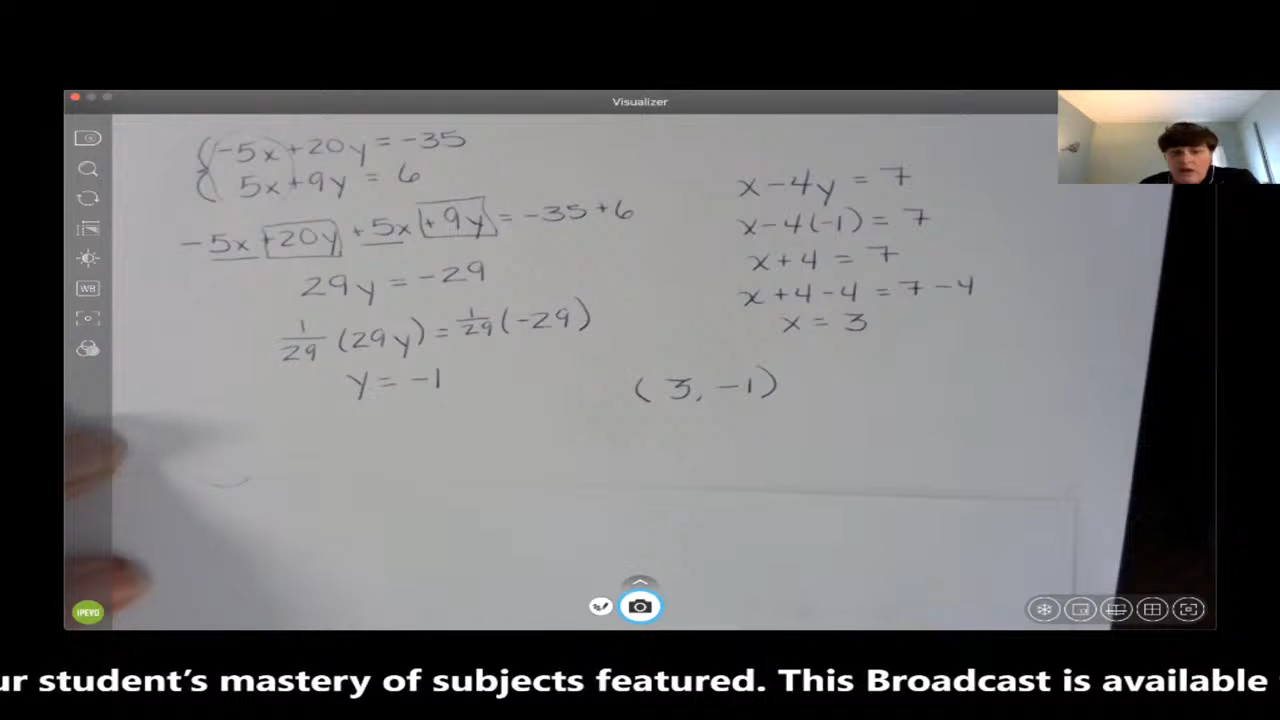 Visualizer
-5x+20y = -35
5x+9y = 6
-5x +20y +5x +9y = -35+6
29y = -29
1/29 (29y) = 1/29 (-29)
y = -1
x-4y = 7
x-4(-1) = 7
x+4 = 7
x+4-4 = 7-4
x = 3
(3, -1)
WB
IPEVO
ur student's mastery of subjects featured. This Broadcast is available